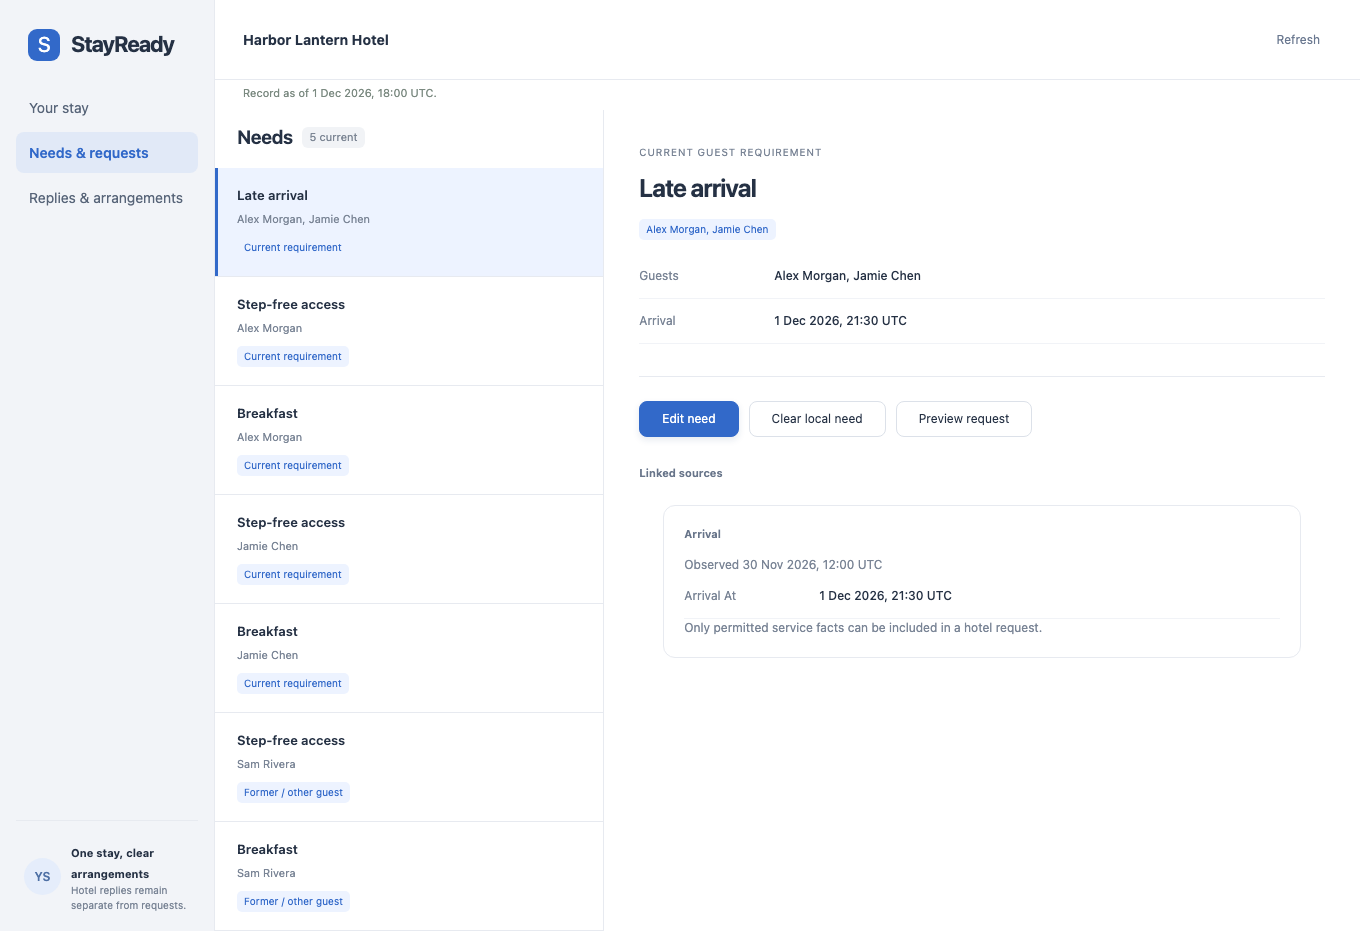 S StayReady
Your stay
Needs & requests
Replies & arrangements
YS
One stay, clear
arrangements
Hotel replies remain
separate from requests.
Harbor Lantern Hotel
Refresh
Record as of 1 Dec 2026, 18:00 UTC.
Needs 5 current
Late arrival
Alex Morgan, Jamie Chen
Current requirement
Step-free access
Alex Morgan
Current requirement
Breakfast
Alex Morgan
Current requirement
Step-free access
Jamie Chen
Current requirement
Breakfast
Jamie Chen
Current requirement
Step-free access
Sam Rivera
Former / other guest
Breakfast
Sam Rivera
Former / other guest
CURRENT GUEST REQUIREMENT
Late arrival
Alex Morgan, Jamie Chen
Guests Alex Morgan, Jamie Chen
Arrival 1 Dec 2026, 21:30 UTC
Edit need Clear local need Preview request
Linked sources
Arrival
Observed 30 Nov 2026, 12:00 UTC
Arrival At 1 Dec 2026, 21:30 UTC
Only permitted service facts can be included in a hotel request.